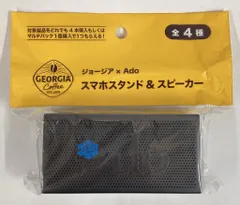 対象製品をどれでも4本購入もしくは
マルチパック1個購入で1つもらえる!
全4種
GEORGIA
Coffee
ジョージア × Ado
スマホスタンド & スピーカー